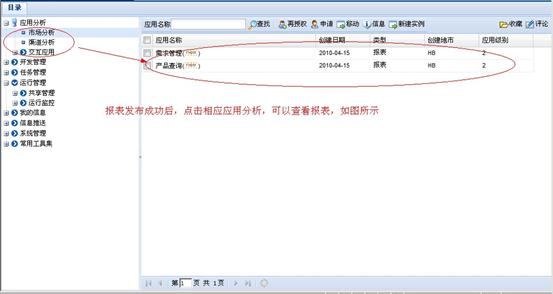 目录
应用分析
市场分析
渠道分析
交互应用
开发管理
任务管理
运行管理
共享管理
运行监控
我的信息
信息推送
系统管理
常用工具集
应用名称 查找 再授权 申请 移动 信息 新建实例 收藏 评论
应用名称 创建日期 类型 创建地市 应用级别
需求管理(new) 2010-04-15 报表 HB 2
产品查询(new) 2010-04-15 报表 HB 2
报表发布成功后，点击相应应用分析，可以查看报表，如图所示
第 1 页 共 1页